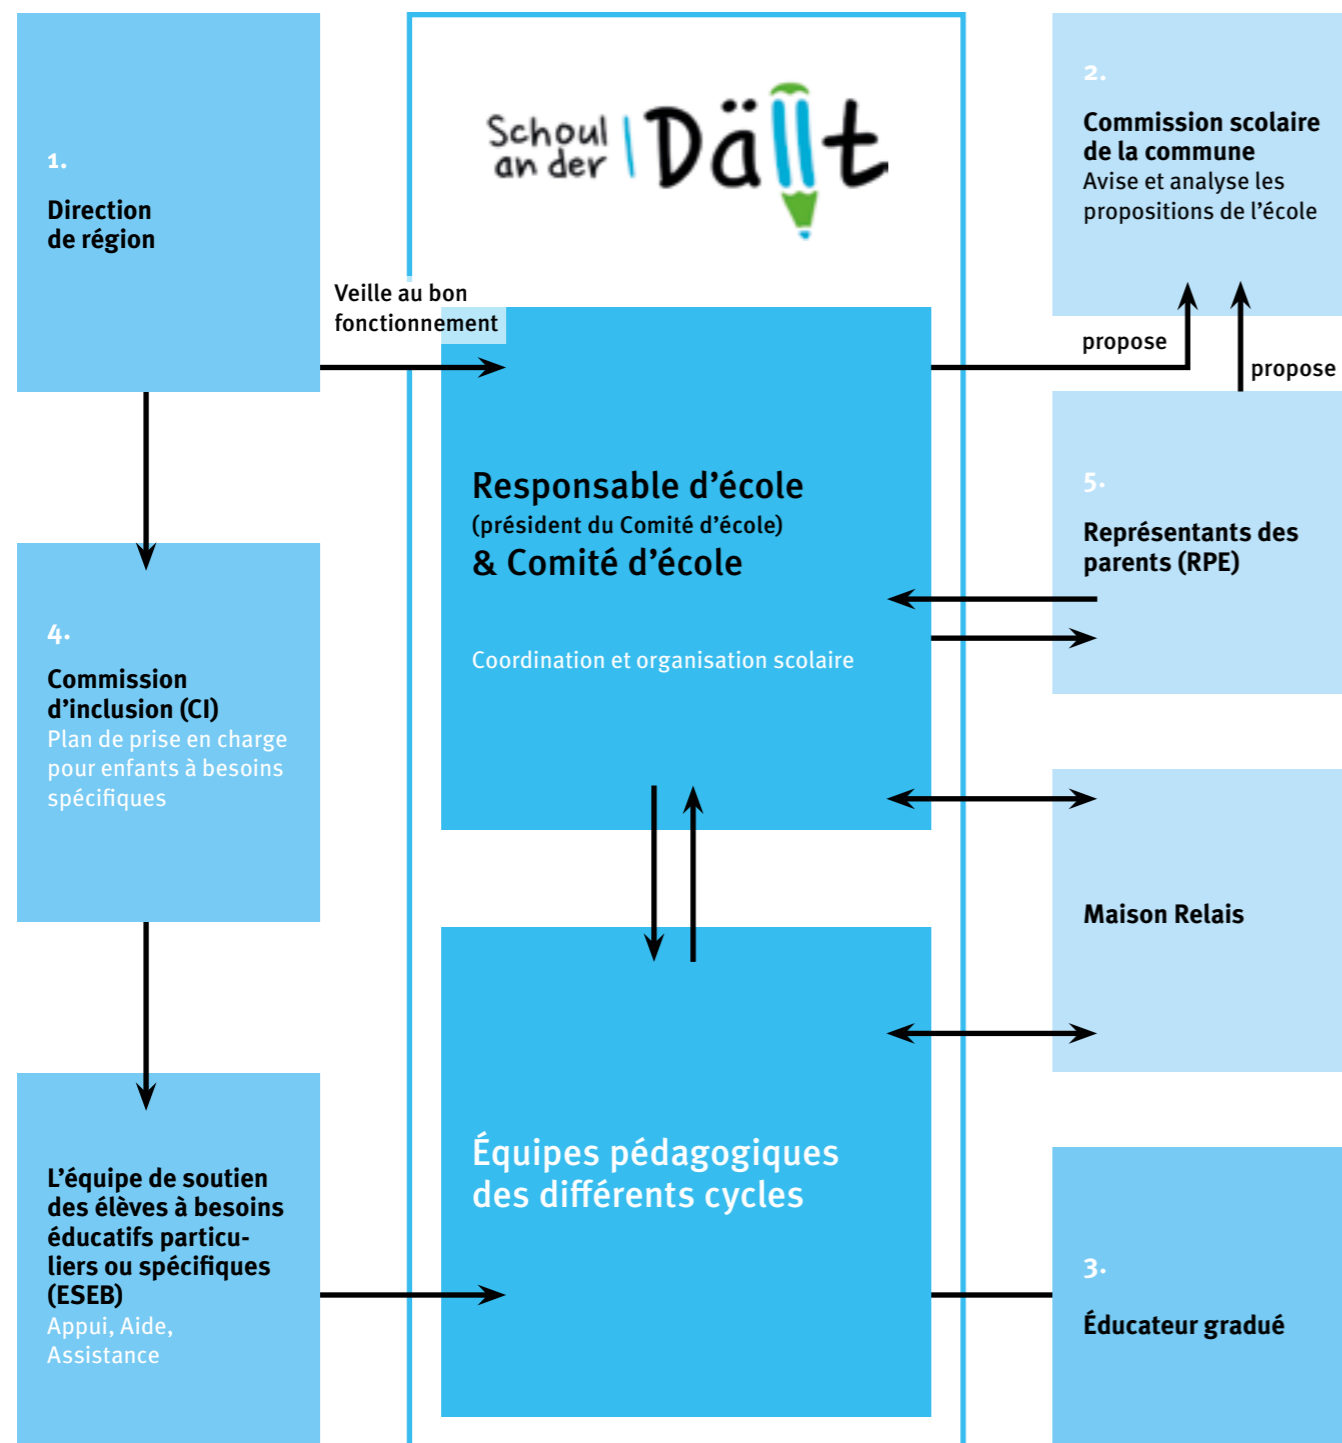 1.
Direction
de région
Schoul
an der
Dällt
2.
Commission scolaire
de la commune
Avise et analyse les
propositions de l’école
Veille au bon
fonctionnement
propose
propose
Responsable d’école
(président du Comité d’école)
& Comité d’école
Coordination et organisation scolaire
5.
Représentants des
parents (RPE)
4.
Commission
d’inclusion (CI)
Plan de prise en charge
pour enfants à besoins
spécifiques
Maison Relais
L’équipe de soutien
des élèves à besoins
éducatifs particu-
liers ou spécifiques
(ESEB)
Appui, Aide,
Assistance
Équipes pédagogiques
des différents cycles
3.
Éducateur gradué